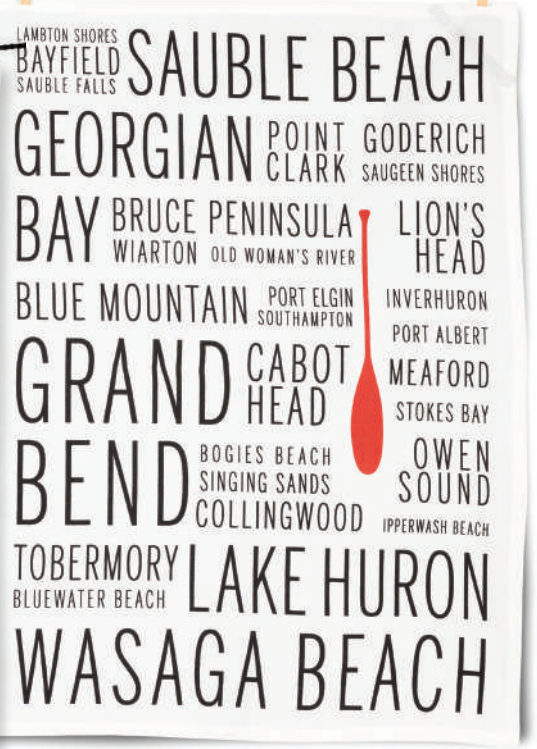 LAMBTON SHORES
BAYFIELD
SAUBLE FALLS
SAUBLE BEACH
GEORGIAN
POINT
CLARK
GODERICH
SAUGEEN SHORES
BAY
BRUCE PENINSULA
WIARTON OLD WOMAN'S RIVER
LION'S
HEAD
BLUE MOUNTAIN
PORT ELGIN
SOUTHAMPTON
INVERHURON
PORT ALBERT
GRAND
CABOT
HEAD
MEAFORD
STOKES BAY
BEND
BOGIES BEACH
SINGING SANDS
COLLINGWOOD
OWEN
SOUND
IPPERWASH BEACH
TOBERMORY
BLUEWATER BEACH
LAKE HURON
WASAGA BEACH